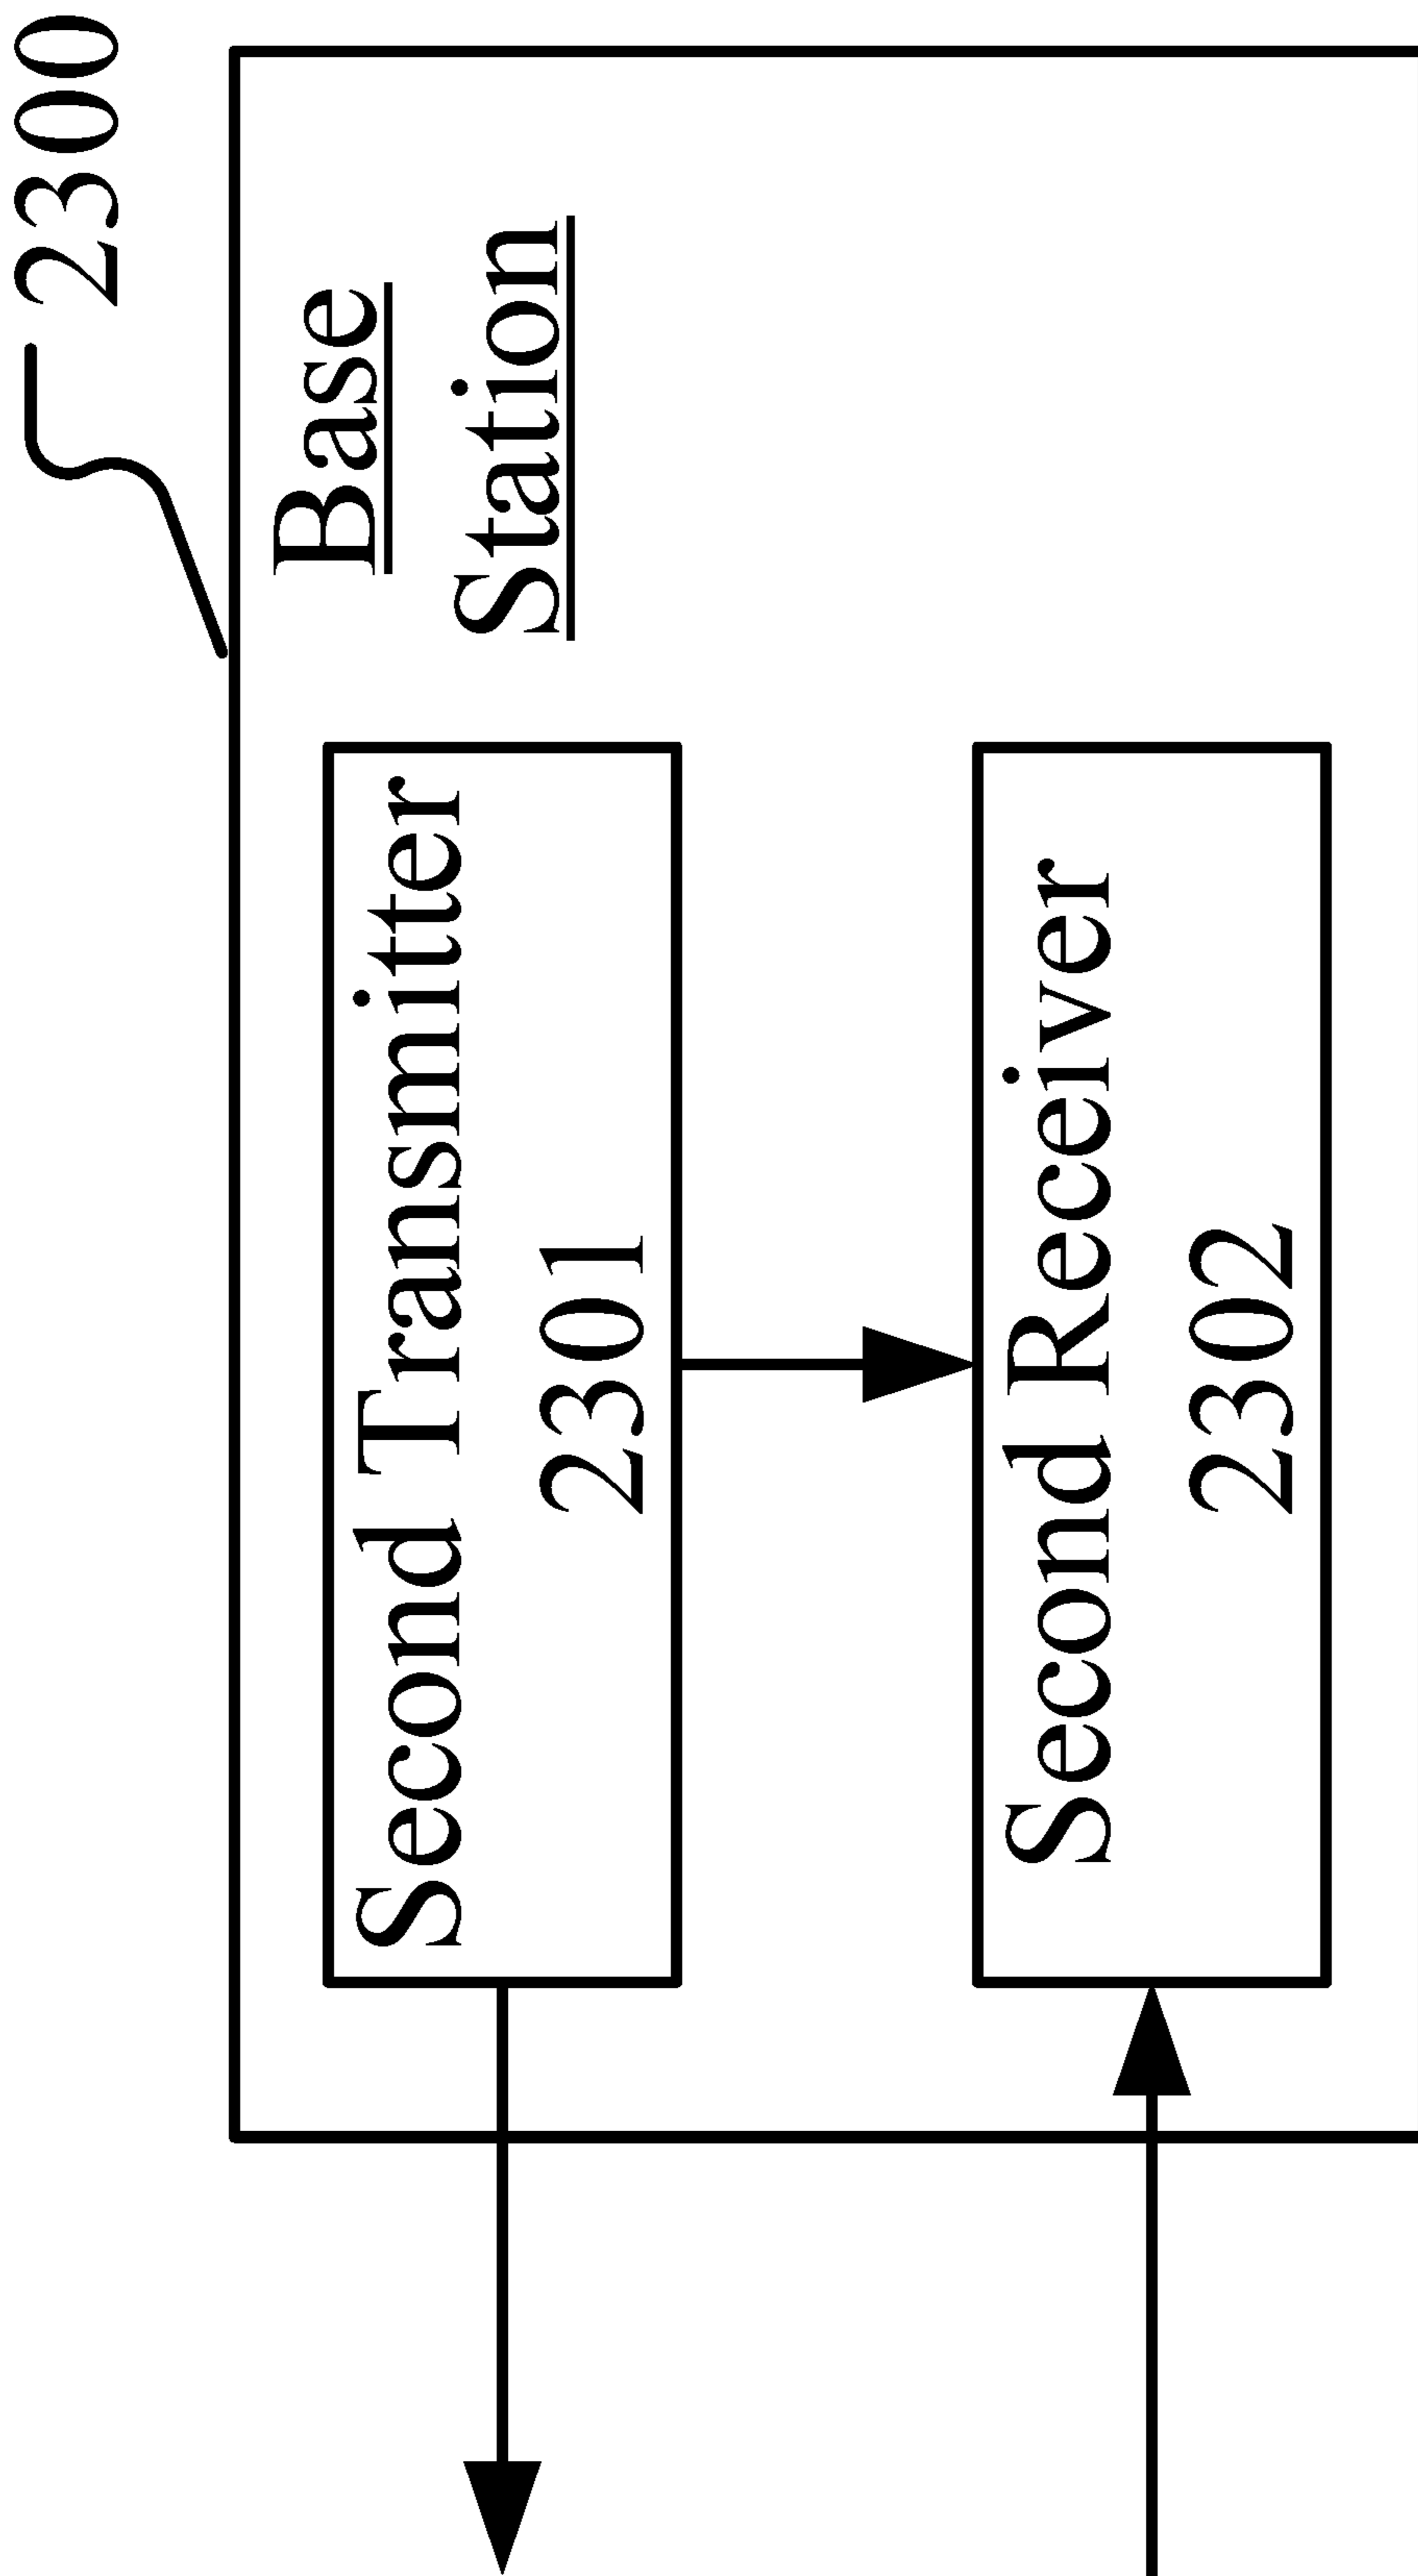 2300
Base
Station
Second Transmitter
2301
Second Receiver
2302